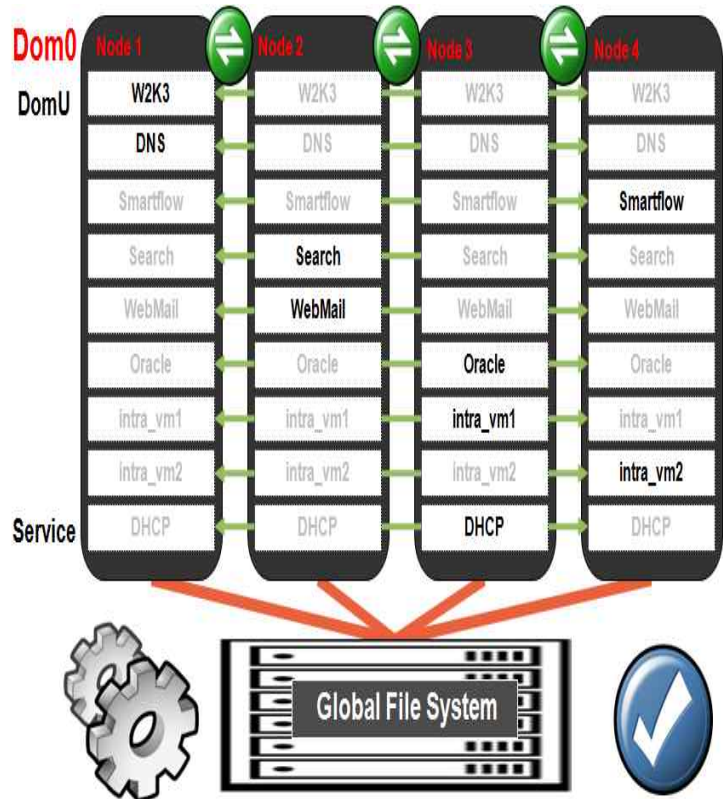 Dom0 Node 1 Node 2 Node 3 Node 4
DomU W2K3 W2K3 W2K3 W2K3
DNS DNS DNS DNS
Smartflow Smartflow Smartflow Smartflow
Search Search Search Search
WebMail WebMail WebMail WebMail
Oracle Oracle Oracle Oracle
intra_vm1 intra_vm1 intra_vm1 intra_vm1
intra_vm2 intra_vm2 intra_vm2 intra_vm2
Service DHCP DHCP DHCP DHCP
Global File System